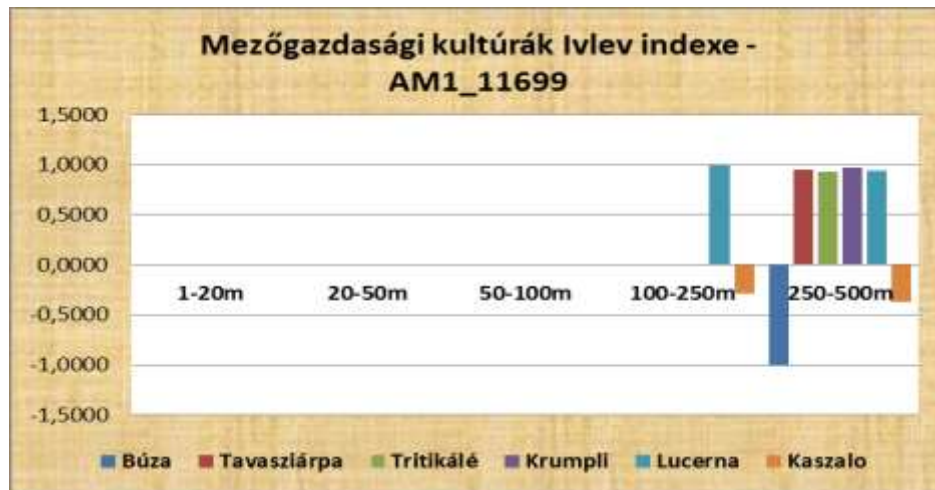 Mezőgazdasági kultúrák Ivlev indexe -
AM1_11699
1,5000
1,0000
0,5000
0,0000
-0,5000
-1,0000
-1,5000
1-20m 20-50m 50-100m 100-250m 250-500m
Búza Tavasziárpa Tritikálé Krumpli Lucerna Kaszalo